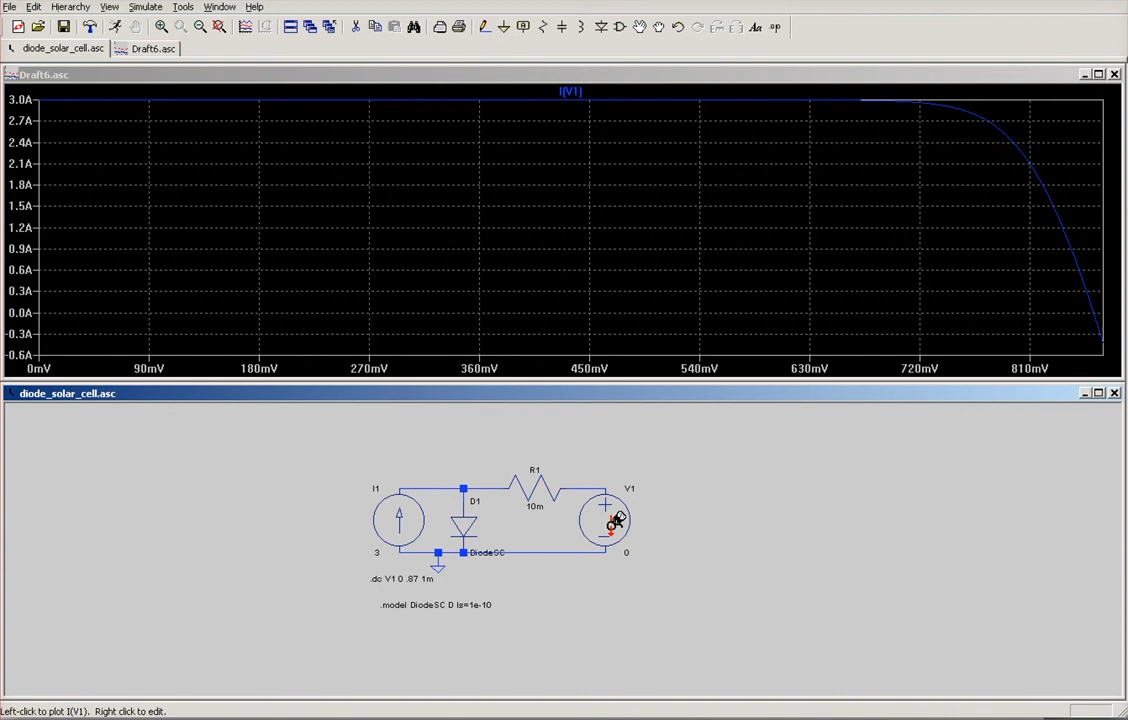 File Edit Hierarchy View Simulate Tools Window Help
Aa .op
diode_solar_cell.asc Draft6.asc
Draft6.asc
I(V1)
3.0A
2.7A
2.4A
2.1A
1.8A
1.5A
1.2A
0.9A
0.6A
0.3A
0.0A
-0.3A
-0.6A
0mV 90mV 180mV 270mV 360mV 450mV 540mV 630mV 720mV 810mV
diode_solar_cell.asc
R1
I1 V1
D1
10m
3 DiodeSC 0
.dc V1 0 .87 1m
.model DiodeSC D Is=1e-10
Left-click to plot I(V1). Right click to edit.